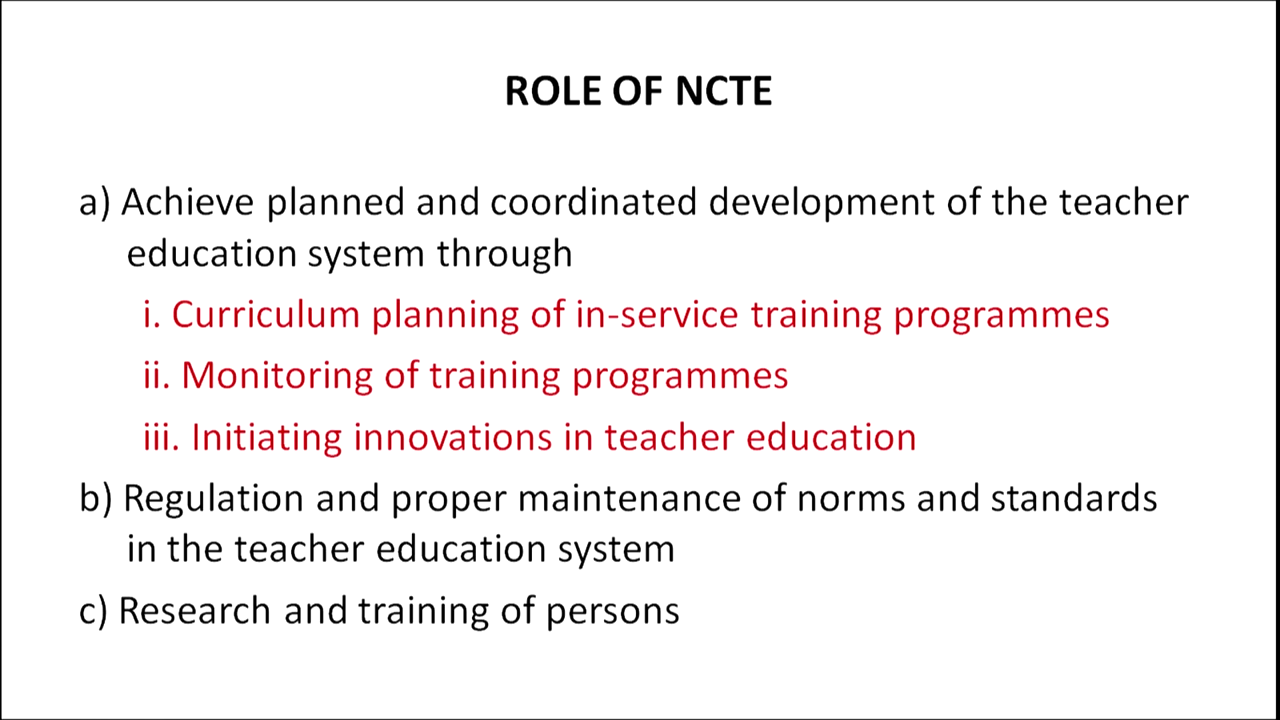 ROLE OF NCTE
a) Achieve planned and coordinated development of the teacher
education system through
i. Curriculum planning of in-service training programmes
ii. Monitoring of training programmes
iii. Initiating innovations in teacher education
b) Regulation and proper maintenance of norms and standards
in the teacher education system
c) Research and training of persons